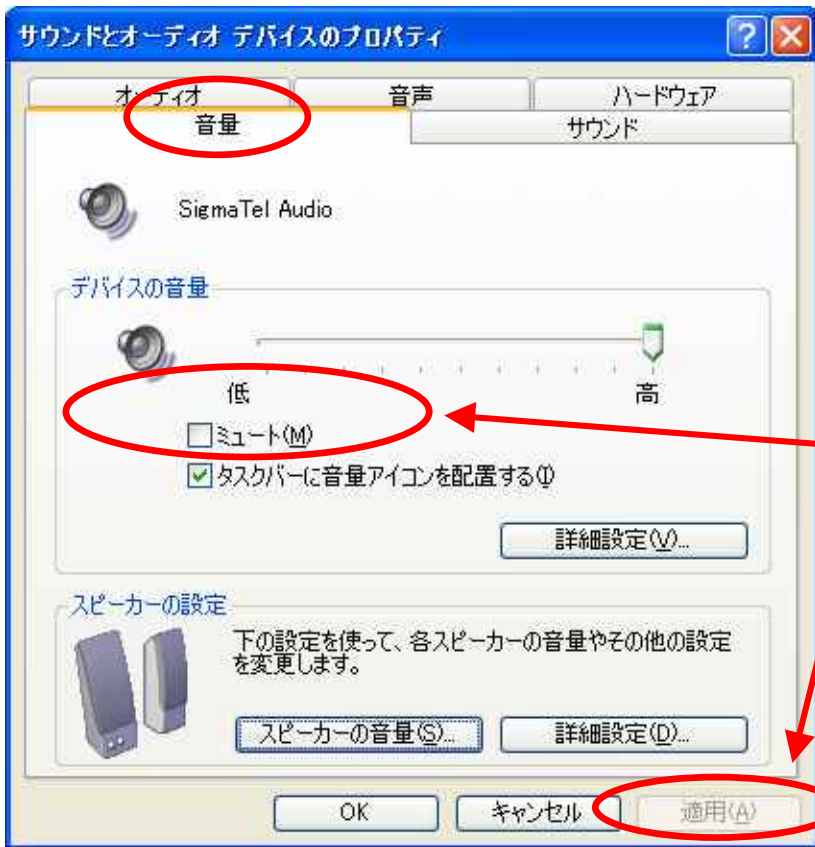 サウンドとオーディオ デバイスのプロパティ
オーディオ 音声 ハードウェア
音量 サウンド
SigmaTel Audio
デバイスの音量
低 高
ミュート(M)
タスクバーに音量アイコンを配置する(I)
詳細設定(V)...
スピーカーの設定
下の設定を使って、各スピーカーの音量やその他の設定
を変更します。
スピーカーの音量(S)... 詳細設定(D)...
OK キャンセル 適用(A)